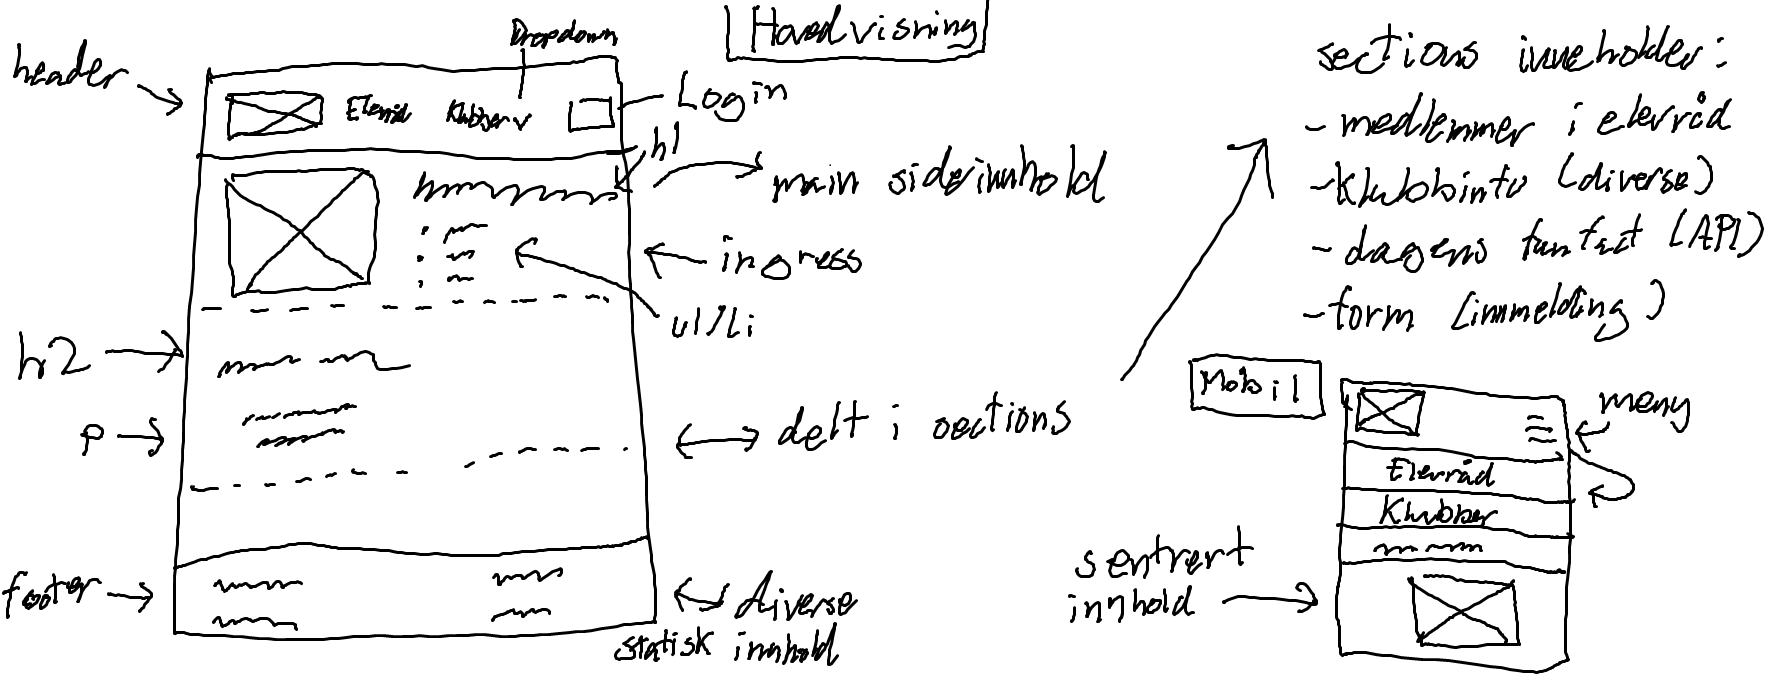 Hovedvisning
Dropdown
header
Elevråd
Klubber v
Login
h1
main sideinnhold
ingress
ul/li
h2
p
delt i sections
footer
diverse
statisk innhold
sections inneholder:
- medlemmer i elevråd
- Klubbinfo (diverse)
- dagens funfact (API)
- form (innmelding)
Mobil
meny
Elevråd
Klubber
sentrert
innhold